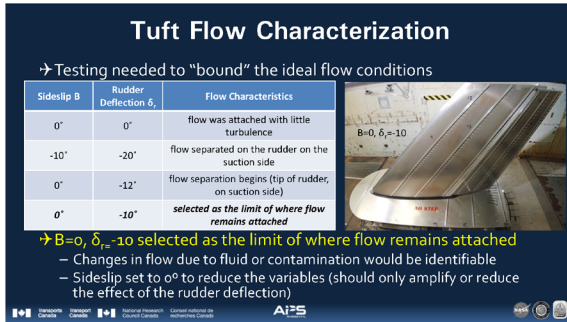 Tuft Flow Characterization
✈Testing needed to “bound” the ideal flow conditions
Sideslip B
Rudder
Deflection δr
Flow Characteristics
0°
0°
flow was attached with little
turbulence
-10°
-20°
flow separated on the rudder on the
suction side
0°
-12°
flow separation begins (tip of rudder,
on suction side)
0°
-10°
selected as the limit of where flow
remains attached
B=0, δr=-10
NO STEP
✈B=0, δr=-10 selected as the limit of where flow remains attached
– Changes in flow due to fluid or contamination would be identifiable
– Sideslip set to 0º to reduce the variables (should only amplify or reduce
the effect of the rudder deflection)
Transports
Canada
Transport
Canada
National Research
Council Canada
Conseil national de
recherches Canada
APS
NASA